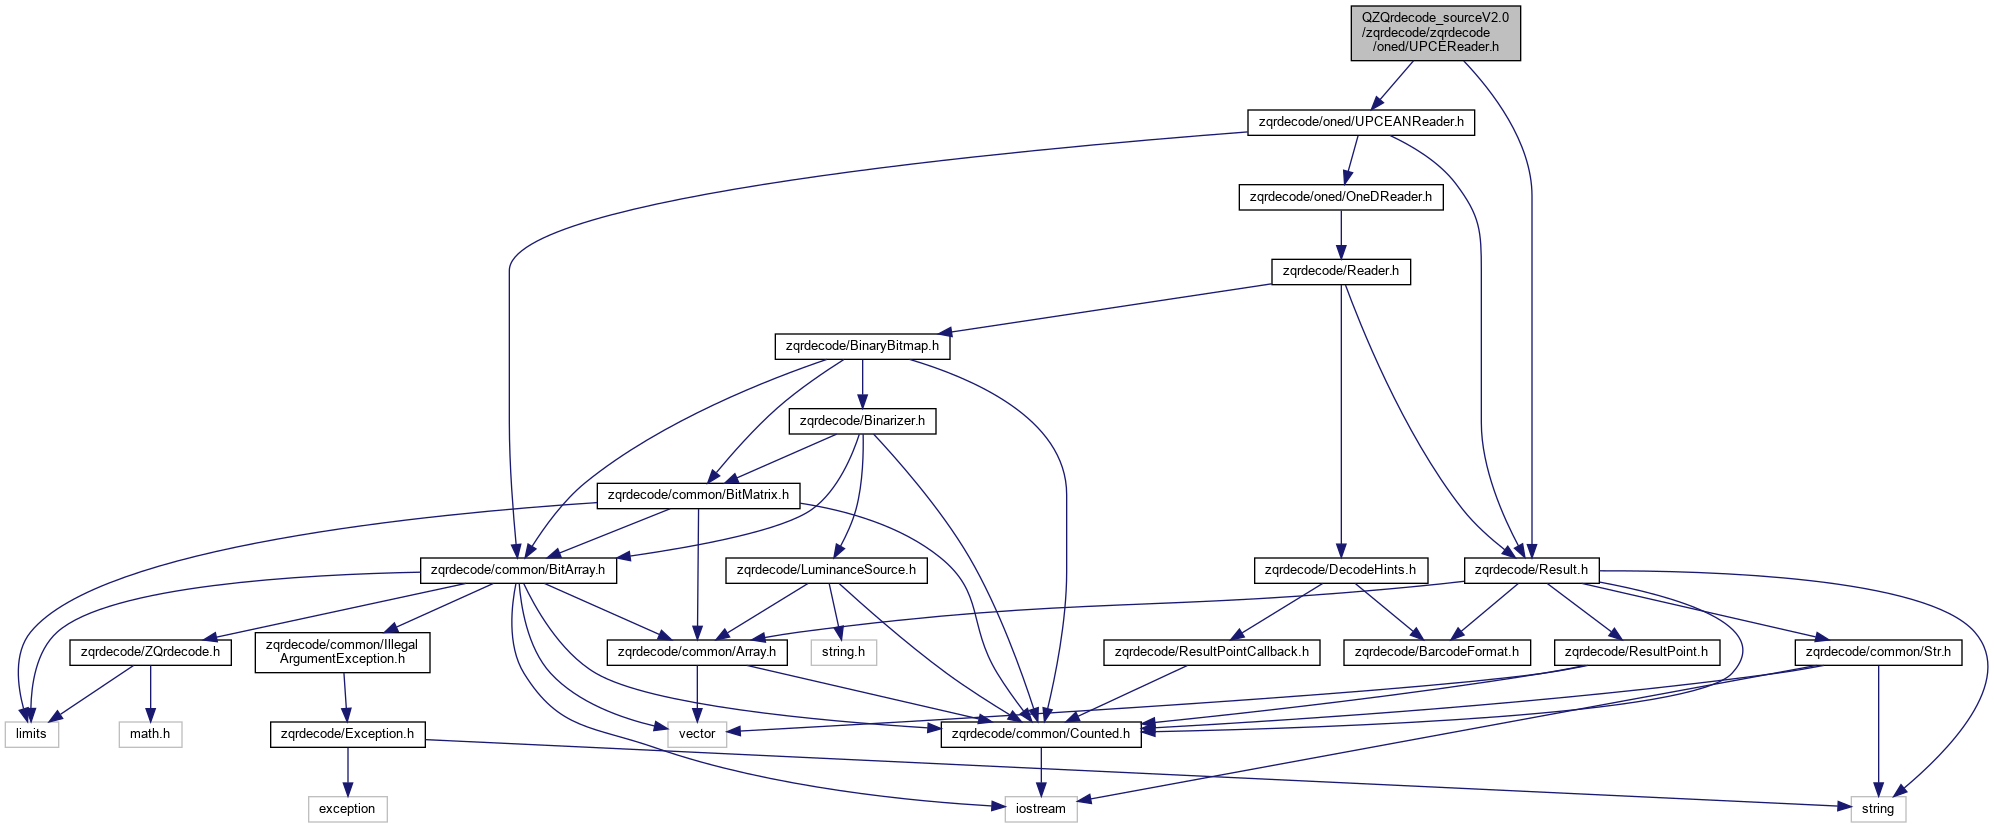 QZQrdecode_sourceV2.0
/zqrdecode/zqrdecode
/oned/UPCEReader.h
zqrdecode/oned/UPCEANReader.h
zqrdecode/oned/OneDReader.h
zqrdecode/Reader.h
zqrdecode/BinaryBitmap.h
zqrdecode/Binarizer.h
zqrdecode/common/BitMatrix.h
zqrdecode/common/BitArray.h
zqrdecode/LuminanceSource.h
zqrdecode/DecodeHints.h
zqrdecode/Result.h
zqrdecode/ZQrdecode.h
zqrdecode/common/Illegal
ArgumentException.h
zqrdecode/common/Array.h
string.h
zqrdecode/ResultPointCallback.h
zqrdecode/BarcodeFormat.h
zqrdecode/ResultPoint.h
zqrdecode/common/Str.h
limits
math.h
zqrdecode/Exception.h
vector
zqrdecode/common/Counted.h
exception
iostream
string